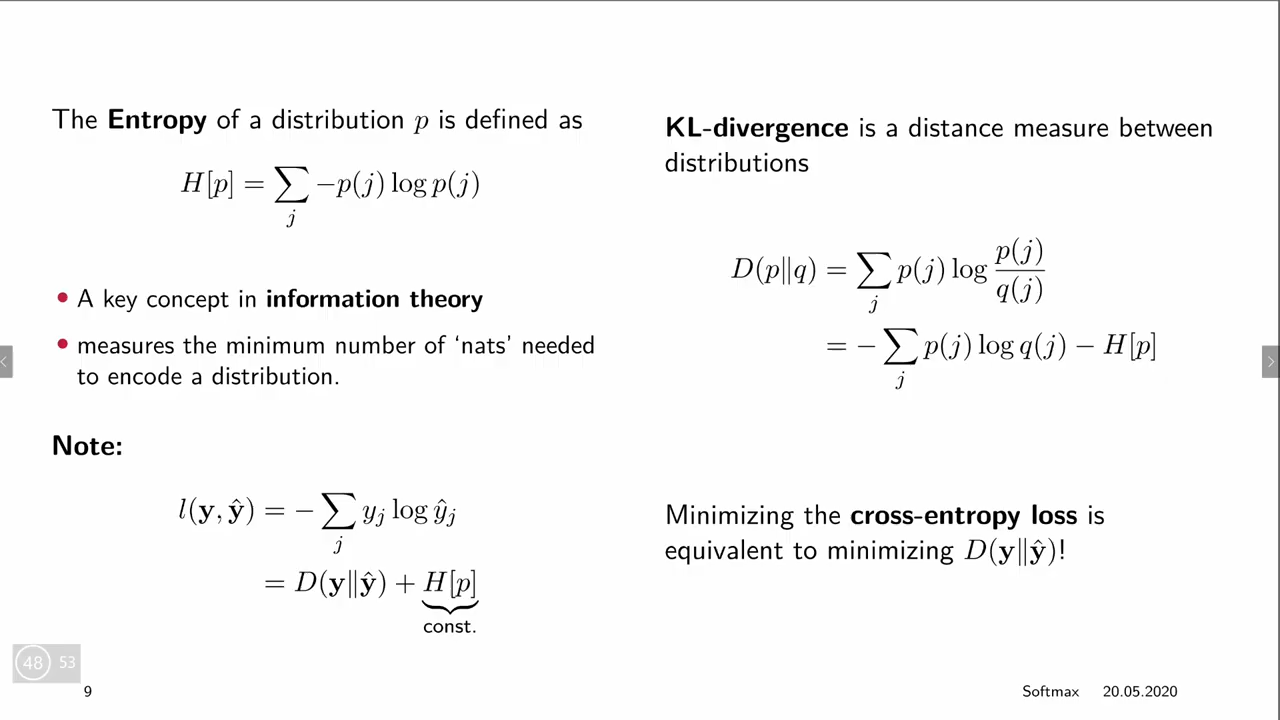 The Entropy of a distribution p is defined as
H[p] = ∑_j −p(j) log p(j)
• A key concept in information theory
• measures the minimum number of ‘nats’ needed
to encode a distribution.
Note:
l(y, ŷ) = − ∑_j y_j log ŷ_j
= D(y‖ŷ) + H[p]
const.
KL-divergence is a distance measure between
distributions
D(p‖q) = ∑_j p(j) log p(j)/q(j)
= − ∑_j p(j) log q(j) − H[p]
Minimizing the cross-entropy loss is
equivalent to minimizing D(y‖ŷ)!
48 53
9
Softmax 20.05.2020